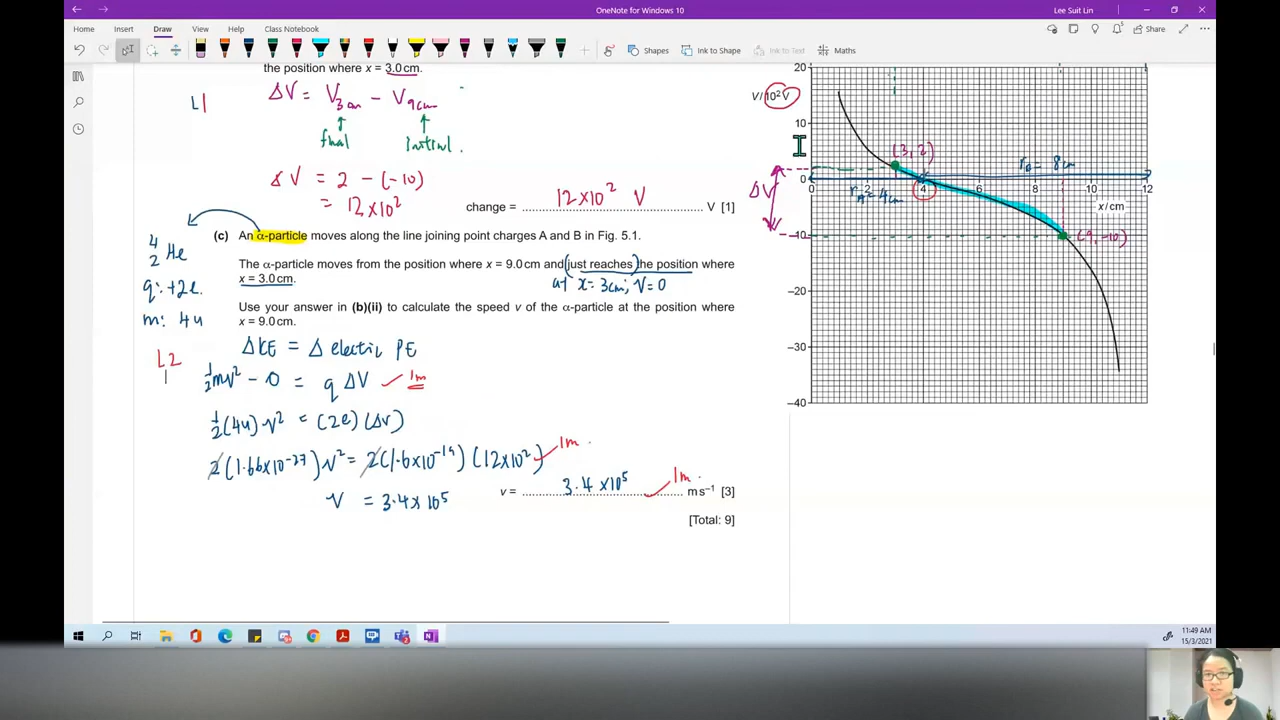 OneNote for Windows 10
Lee Suit Lin
Home Insert Draw View Help Class Notebook
Shapes Ink to Shape Ink to Text Maths
Share
the position where x = 3.0 cm.
L1
ΔV = V3cm − V9cm
final initial.
ΔV = 2 − (−10)
= 12×10²
change = 12×10² V V [1]
(c) An α-particle moves along the line joining point charges A and B in Fig. 5.1.
4 2 He
The α-particle moves from the position where x = 9.0 cm and (just reaches) the position where
x = 3.0 cm.
at x = 3cm; v = 0
q: +2e.
m: 4u
Use your answer in (b)(ii) to calculate the speed v of the α-particle at the position where
x = 9.0 cm.
ΔKE = Δ electric PE
L2
½mv² − 0 = q ΔV 1m
½(4u) v² = (2e)(ΔV)
2(1.66×10⁻²⁷)v² = 2(1.6×10⁻¹⁹)(12×10²) 1m
v = 3.4×10⁵
v = 3.4×10⁵ m s⁻¹ [3]
1m
[Total: 9]
V/10²V
20
10
0
−10
−20
−30
−40
0 2 4 6 8 10 12
x/cm
(3, 2)
(9, −10)
rA = 4cm
rB = 8cm
ΔV
11:49 AM
15/3/2021